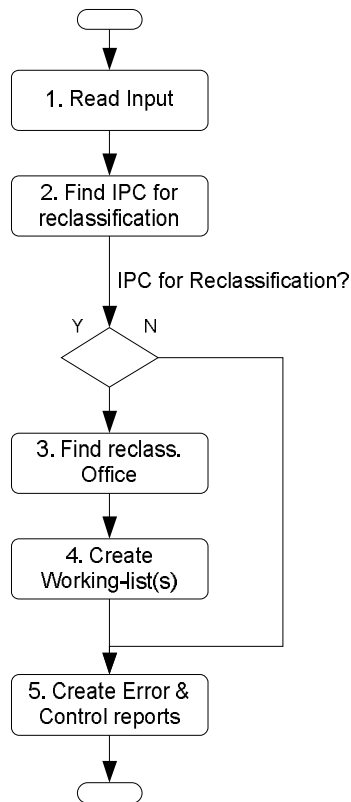 1. Read Input
2. Find IPC for
reclassification
IPC for Reclassification?
Y
N
3. Find reclass.
Office
4. Create
Working-list(s)
5. Create Error &
Control reports